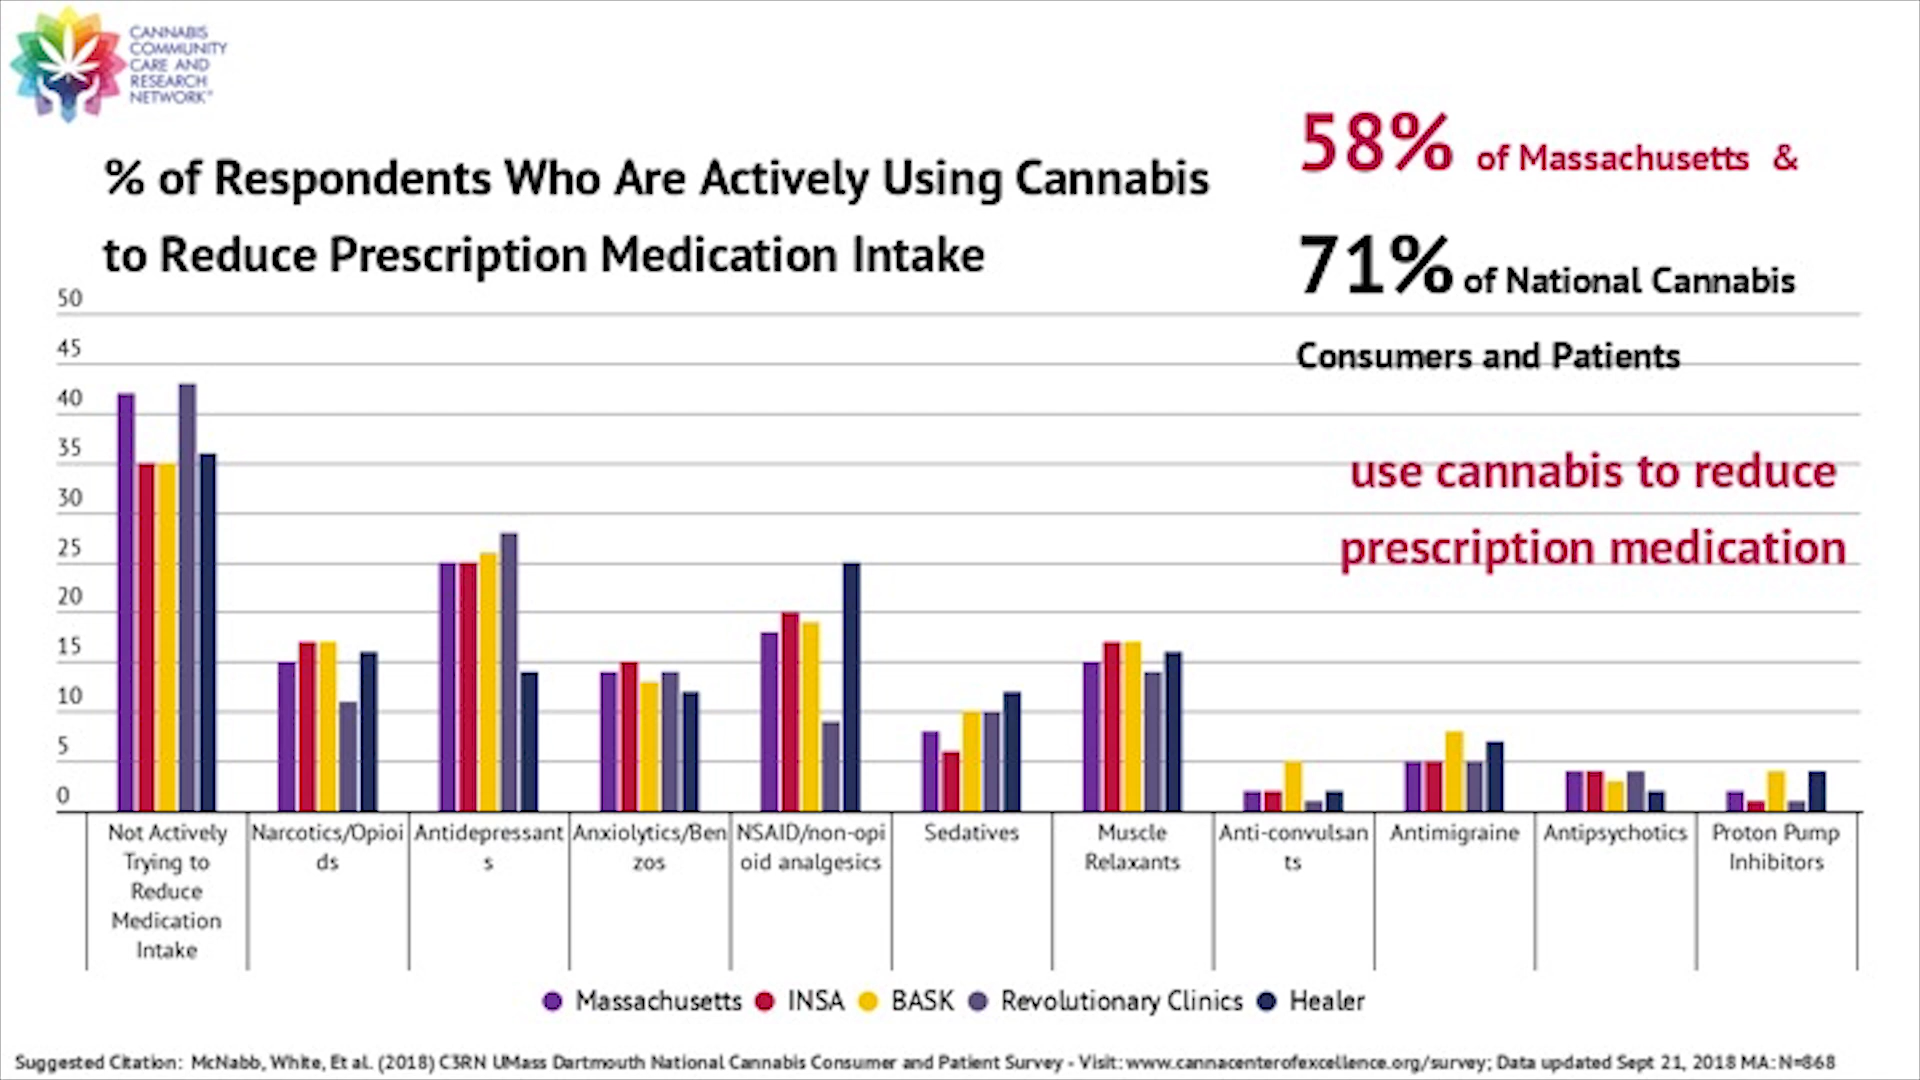 CANNABIS
COMMUNITY
CARE AND
RESEARCH
NETWORK™
58% of Massachusetts &
% of Respondents Who Are Actively Using Cannabis
to Reduce Prescription Medication Intake
71% of National Cannabis
Consumers and Patients
use cannabis to reduce
prescription medication
50
45
40
35
30
25
20
15
10
5
0
Not Actively
Trying to
Reduce
Medication
Intake
Narcotics/Opioi
ds
Antidepressant
s
Anxiolytics/Ben
zos
NSAID/non-opi
oid analgesics
Sedatives
Muscle
Relaxants
Anti-convulsan
ts
Antimigraine
Antipsychotics
Proton Pump
Inhibitors
Massachusetts INSA BASK Revolutionary Clinics Healer
Suggested Citation: McNabb, White, Et al. (2018) C3RN UMass Dartmouth National Cannabis Consumer and Patient Survey - Visit: www.cannacenterofexcellence.org/survey; Data updated Sept 21, 2018 MA: N=868